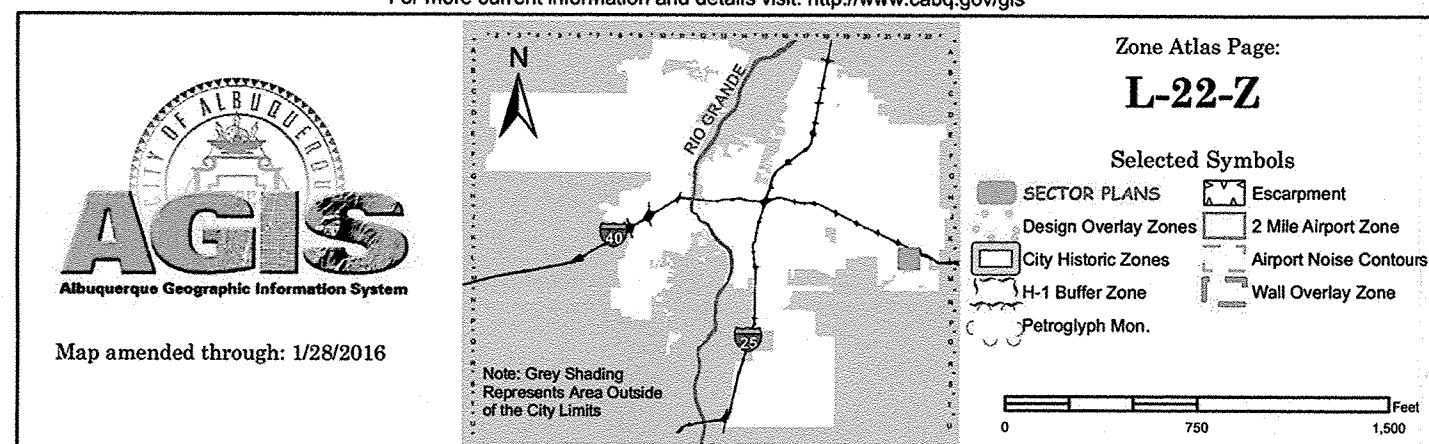 For more current information and details visit: http://www.cabq.gov/gis
CITY OF ALBUQUERQUE
AGIS
Albuquerque Geographic Information System
Map amended through: 1/28/2016
N
RIO GRANDE
40
25
Note: Grey Shading
Represents Area Outside
of the City Limits
Zone Atlas Page:
L-22-Z
Selected Symbols
SECTOR PLANS
Escarpment
Design Overlay Zones
2 Mile Airport Zone
City Historic Zones
Airport Noise Contours
H-1 Buffer Zone
Wall Overlay Zone
Petroglyph Mon.
Feet
0 750 1,500